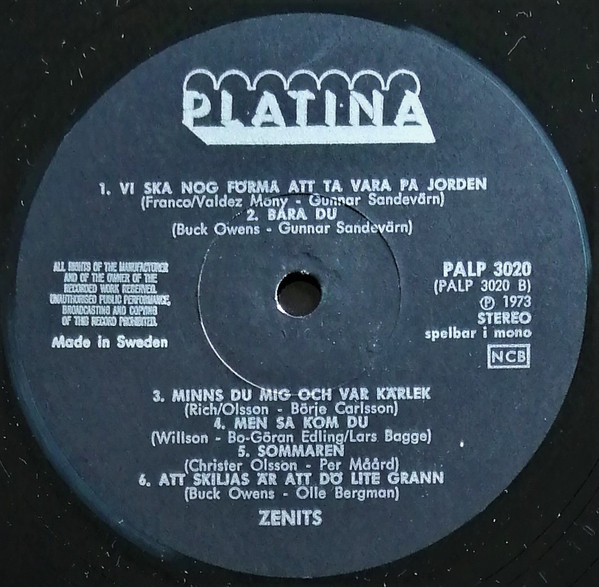 PLATINA
1. VI SKA NOG FÖRMA ATT TA VARA PA JORDEN
(Franco/Valdez Mony - Gunnar Sandevärn)
2. BARA DU
(Buck Owens - Gunnar Sandevärn)
ALL RIGHTS OF THE MANUFACTURER
AND OF THE OWNER OF THE
RECORDED WORK RESERVED.
UNAUTHORISED PUBLIC PERFORMANCE,
BROADCASTING AND COPYING
OF THIS RECORD PROHIBITED.
Made in Sweden
PALP 3020
(PALP 3020 B)
Ⓟ 1973
STEREO
spelbar i mono
NCB
3. MINNS DU MIG OCH VAR KÄRLEK
(Rich/Olsson - Börje Carlsson)
4. MEN SA KOM DU
(Willson - Bo-Göran Edling/Lars Bagge)
5. SOMMAREN
(Christer Olsson - Per Måård)
6. ATT SKILJAS ÄR ATT DÖ LITE GRANN
(Buck Owens - Olle Bergman)
ZENITS